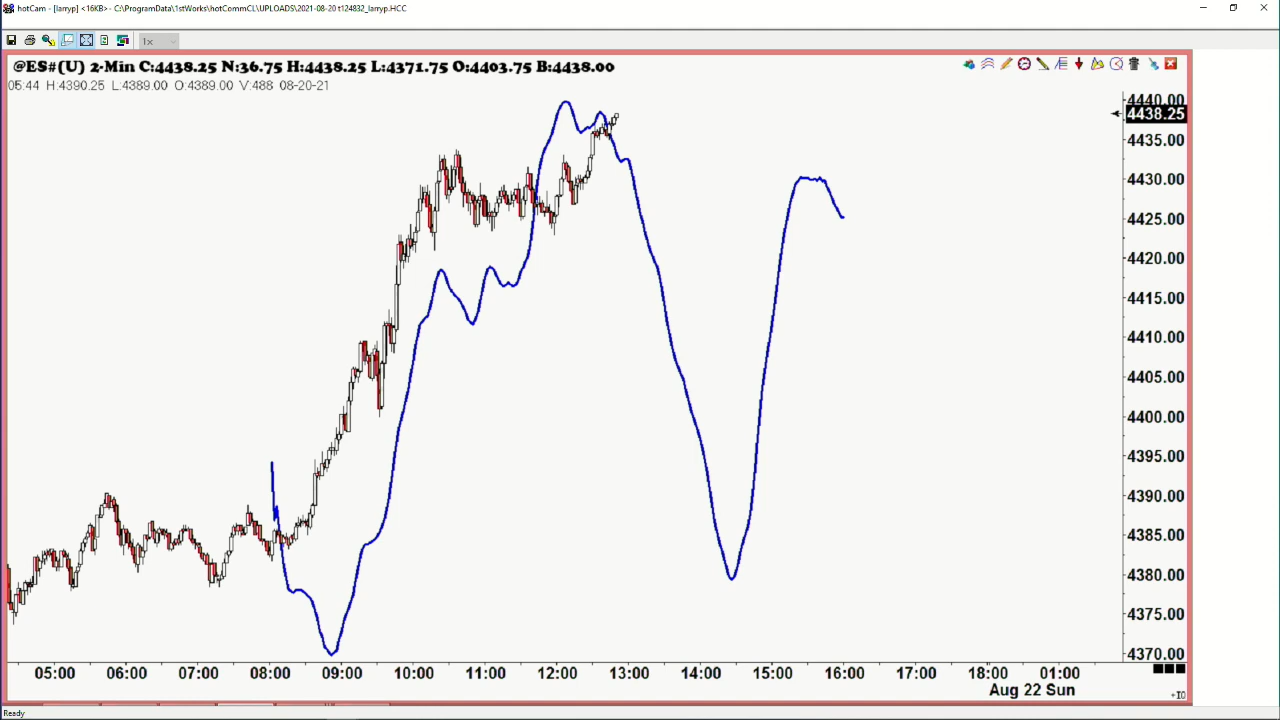 hotCam - [larryp] <16KB> - C:\ProgramData\1stWorks\hotCommCL\UPLOADS\2021-08-20 t124832_larryp.HCC
1x
@ES#(U) 2-Min C:4438.25 N:36.75 H:4438.25 L:4371.75 O:4403.75 B:4438.00
05:44 H:4390.25 L:4389.00 O:4389.00 V:488 08-20-21
4440.00
4438.25
4435.00
4430.00
4425.00
4420.00
4415.00
4410.00
4405.00
4400.00
4395.00
4390.00
4385.00
4380.00
4375.00
4370.00
05:00 06:00 07:00 08:00 09:00 10:00 11:00 12:00 13:00 14:00 15:00 16:00 17:00 18:00 01:00
Aug 22 Sun
+10
Ready